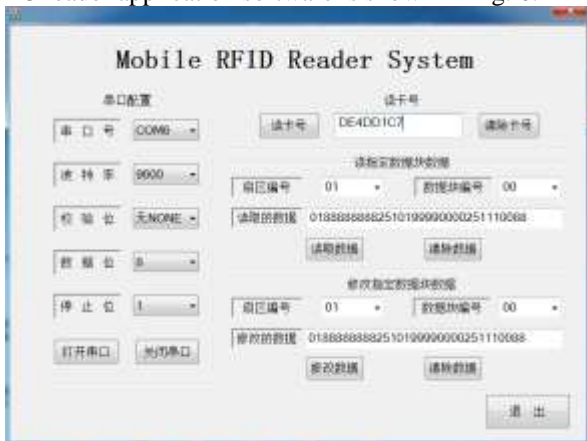 Mobile RFID Reader System
串口配置
串 口 号 COM6
波 特 率 9600
校 验 位 无NONE
数 据 位 8
停 止 位 1
打开串口 关闭串口
读卡号
读卡号 DE4DD1C7 清除卡号
读指定数据块数据
扇区编号 01 数据块编号 00
读取的数据
读取数据 清除数据
修改指定数据块数据
扇区编号 01 数据块编号 00
修改的数据
修改数据 清除数据
退 出